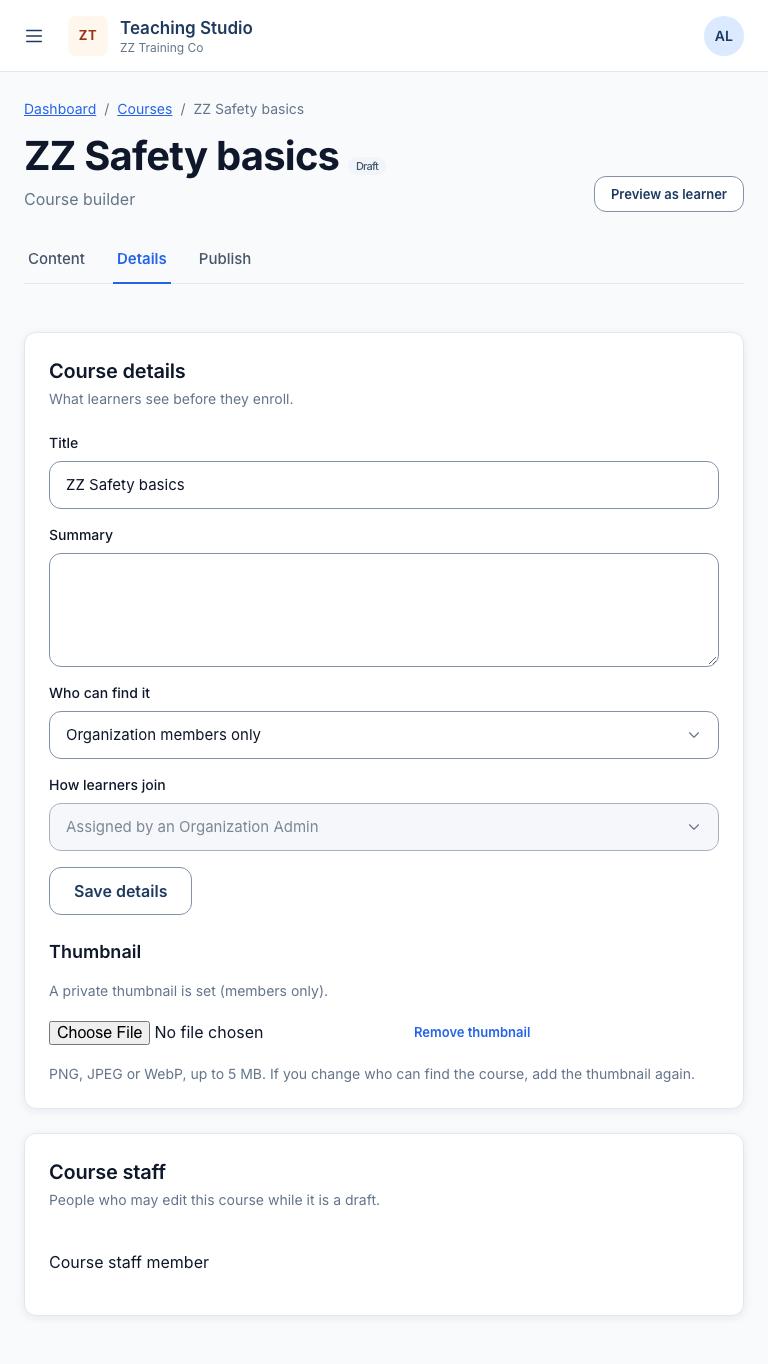 ZT
Teaching Studio
ZZ Training Co
AL
Dashboard / Courses / ZZ Safety basics
ZZ Safety basics
Draft
Course builder
Preview as learner
Content
Details
Publish
Course details
What learners see before they enroll.
Title
ZZ Safety basics
Summary
Who can find it
Organization members only
How learners join
Assigned by an Organization Admin
Save details
Thumbnail
A private thumbnail is set (members only).
Choose File No file chosen
Remove thumbnail
PNG, JPEG or WebP, up to 5 MB. If you change who can find the course, add the thumbnail again.
Course staff
People who may edit this course while it is a draft.
Course staff member